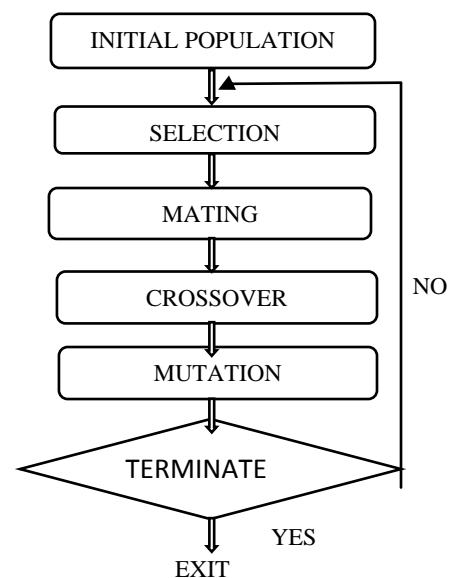 INITIAL POPULATION
SELECTION
MATING
CROSSOVER
NO
MUTATION
TERMINATE
YES
EXIT